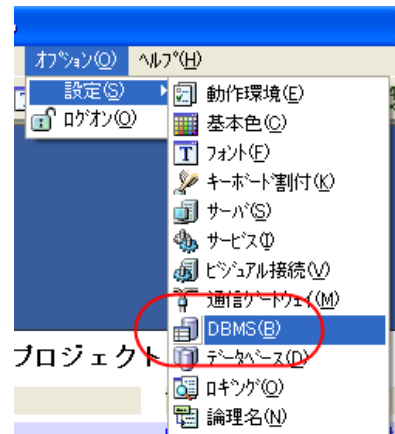 オプション(O) ヘルプ(H)
設定(S)
ログオン(O)
動作環境(E)
基本色(C)
フォント(F)
キーボード割付(K)
サーバ(S)
サービス(I)
ビジュアル接続(V)
通信ゲートウェイ(M)
DBMS(B)
データベース(D)
ロギング(O)
論理名(N)
プロジェクト